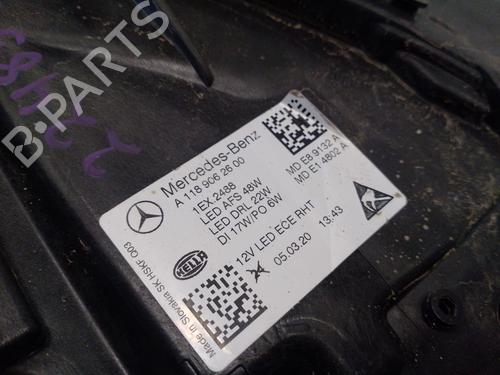 Mercedes-Benz
A 118 906 26 00
1EX 2488
LED AFS 48W
LED DRL 22W
DI 17W/PO 6W
MD E8 9132 A
MD E1 4802 A
HELLA
12V LED ECE RHT
05.03.20 13:43
Made in Slovakia SK HSKF Q03
B-PARTS